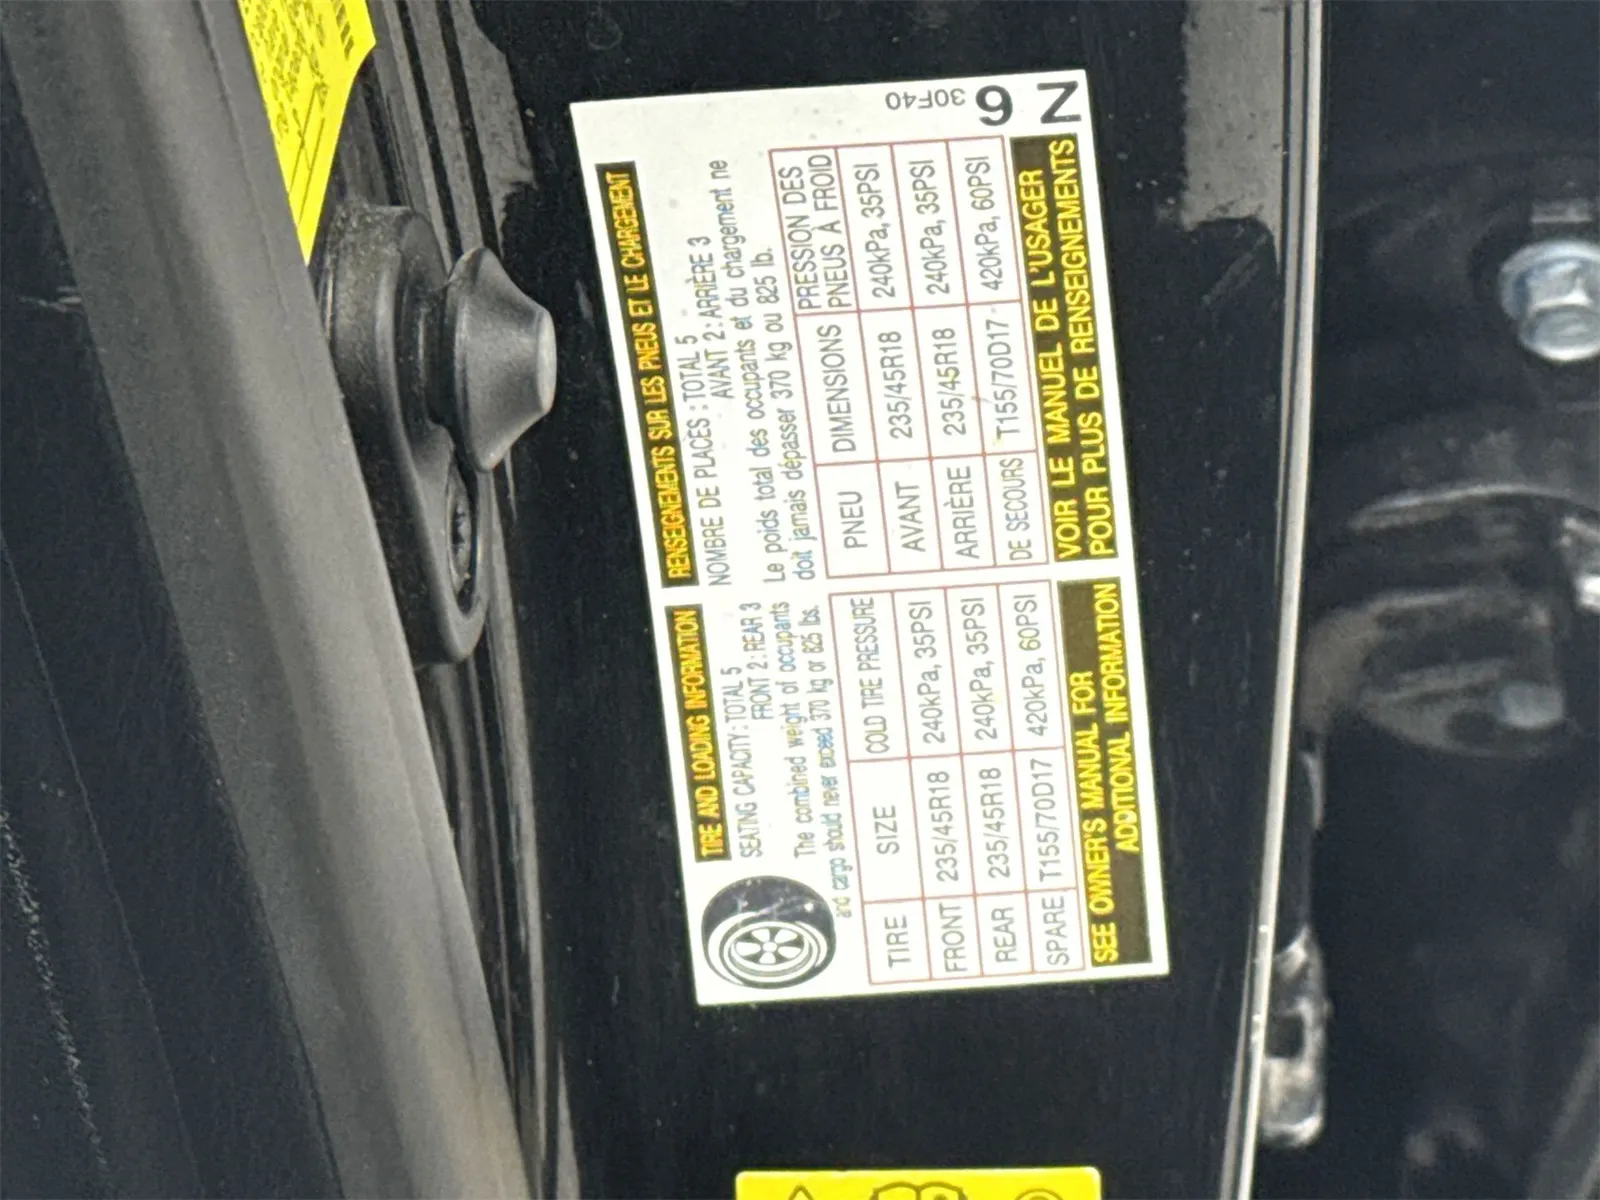 TIRE AND LOADING INFORMATION
SEATING CAPACITY : TOTAL 5
FRONT 2 : REAR 3
The combined weight of occupants
and cargo should never exceed 370 kg or 825 lbs.
TIRE SIZE COLD TIRE PRESSURE
FRONT 235/45R18 240kPa, 35PSI
REAR 235/45R18 240kPa, 35PSI
SPARE T155/70D17 420kPa, 60PSI
SEE OWNER'S MANUAL FOR
ADDITIONAL INFORMATION
RENSEIGNEMENTS SUR LES PNEUS ET LE CHARGEMENT
NOMBRE DE PLACES : TOTAL 5
AVANT 2 : ARRIÈRE 3
Le poids total des occupants et du chargement ne
doit jamais dépasser 370 kg ou 825 lb.
PNEU DIMENSIONS PRESSION DES
PNEUS À FROID
AVANT 235/45R18 240kPa, 35PSI
ARRIÈRE 235/45R18 240kPa, 35PSI
DE SECOURS T155/70D17 420kPa, 60PSI
VOIR LE MANUEL DE L'USAGER
POUR PLUS DE RENSEIGNEMENTS
30F40
6
Z